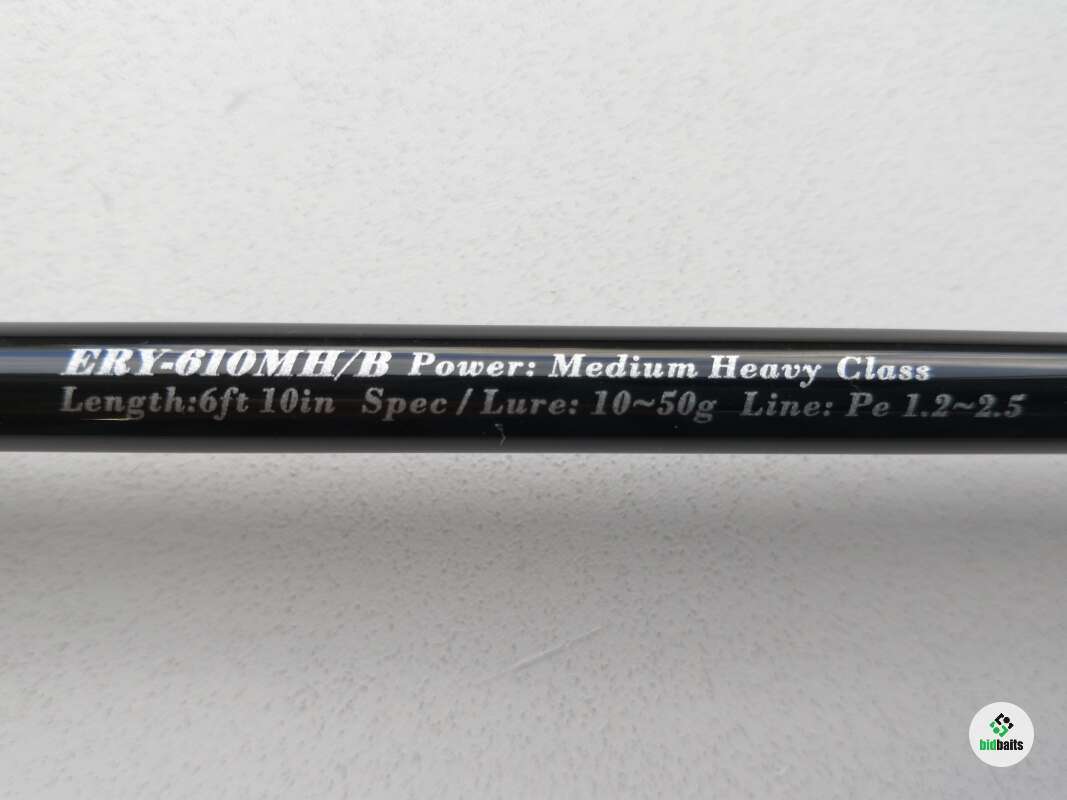 ERY-610MH/B Power: Medium Heavy Class
Length:6ft 10in Spec / Lure: 10~50g Line: Pe 1.2~2.5
bidbaits